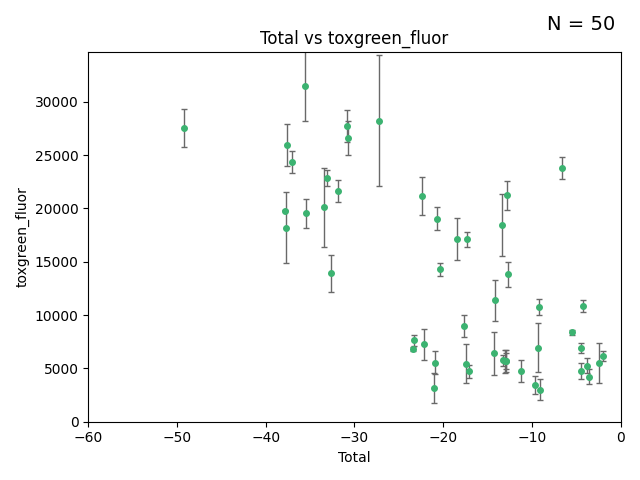 N = 50
Total vs toxgreen_fluor
toxgreen_fluor
30000
25000
20000
15000
10000
5000
0
−60 −50 −40 −30 −20 −10 0
Total